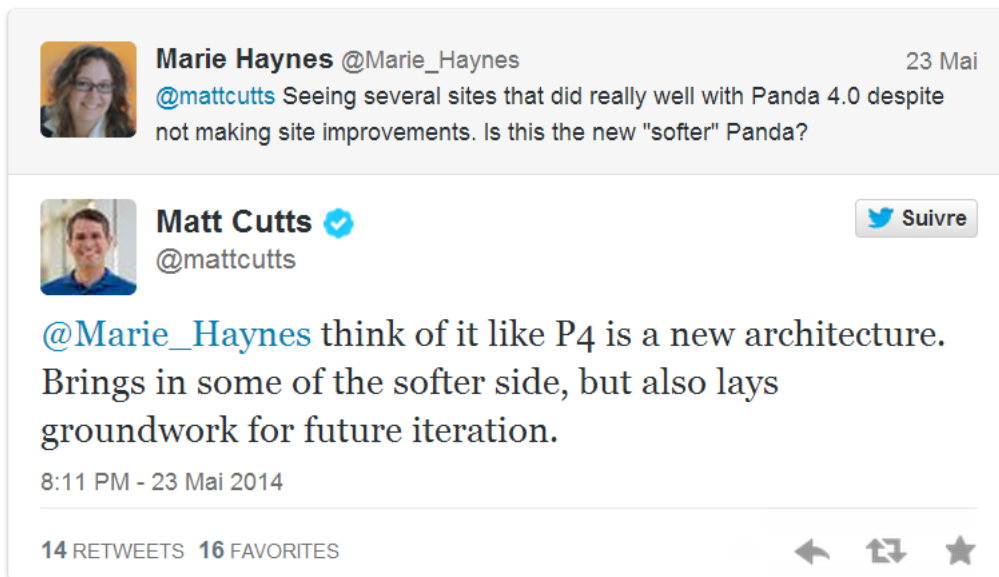 Marie Haynes @Marie_Haynes 23 Mai
@mattcutts Seeing several sites that did really well with Panda 4.0 despite
not making site improvements. Is this the new "softer" Panda?
Matt Cutts
Suivre
@mattcutts
@Marie_Haynes think of it like P4 is a new architecture.
Brings in some of the softer side, but also lays
groundwork for future iteration.
8:11 PM - 23 Mai 2014
14 RETWEETS 16 FAVORITES